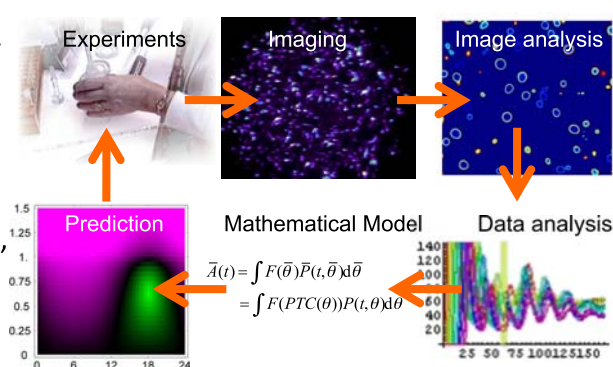 Experiments
Imaging
Image analysis
Prediction
Mathematical Model
Data analysis
A̅(t) = ∫ F(θ̅)P̅(t,θ̅)dθ̅
= ∫ F(PTC(θ))P(t,θ)dθ
1.5
1.25
1.
0.75
0.5
0.25
0
0 6 12 18 24
140
120
100
80
60
40
20
25 50 75 100 125 150